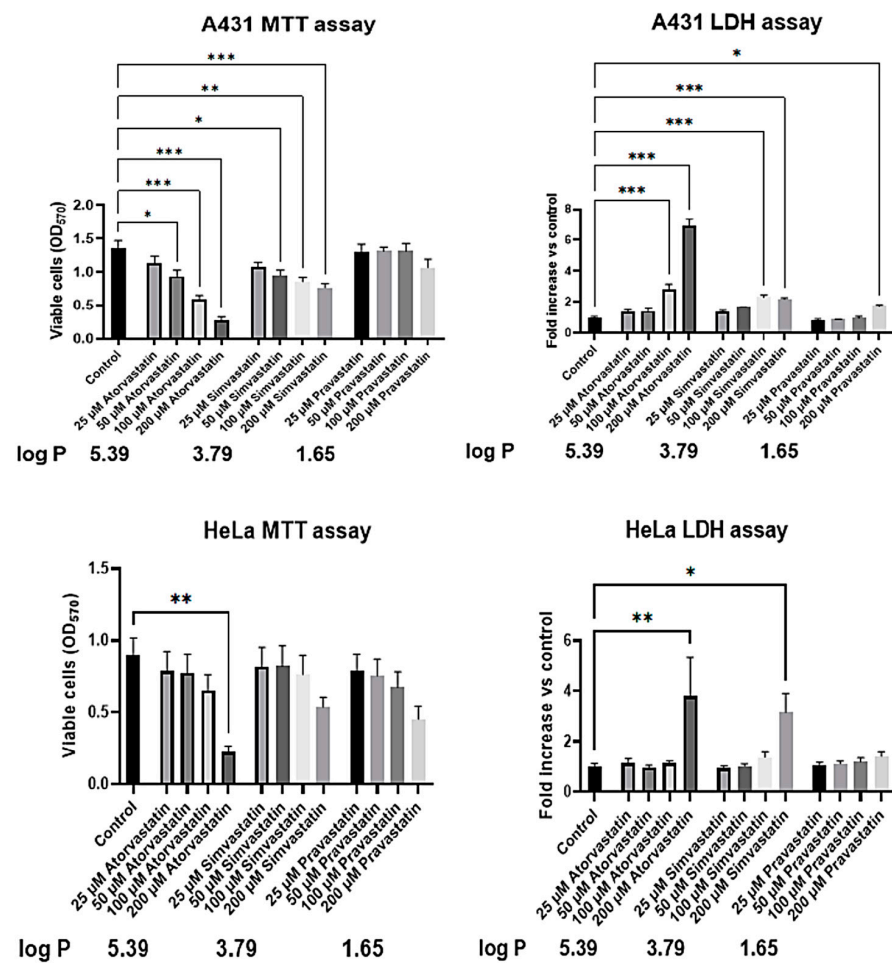 A431 MTT assay
***
**
*
***
***
*
Viable cells (OD570)
2.0
1.5
1.0
0.5
0.0
Control
25 µM Atorvastatin
50 µM Atorvastatin
100 µM Atorvastatin
200 µM Atorvastatin
25 µM Simvastatin
50 µM Simvastatin
100 µM Simvastatin
200 µM Simvastatin
25 µM Pravastatin
50 µM Pravastatin
100 µM Pravastatin
200 µM Pravastatin
log P 5.39 3.79 1.65
A431 LDH assay
*
***
***
***
***
Fold increase vs control
8
6
4
2
0
Control
25 µM Atorvastatin
50 µM Atorvastatin
100 µM Atorvastatin
200 µM Atorvastatin
25 µM Simvastatin
50 µM Simvastatin
100 µM Simvastatin
200 µM Simvastatin
25 µM Pravastatin
50 µM Pravastatin
100 µM Pravastatin
200 µM Pravastatin
log P 5.39 3.79 1.65
HeLa MTT assay
**
Viable cells (OD570)
1.5
1.0
0.5
0.0
Control
25 µM Atorvastatin
50 µM Atorvastatin
100 µM Atorvastatin
200 µM Atorvastatin
25 µM Simvastatin
50 µM Simvastatin
100 µM Simvastatin
200 µM Simvastatin
25 µM Pravastatin
50 µM Pravastatin
100 µM Pravastatin
200 µM Pravastatin
log P 5.39 3.79 1.65
HeLa LDH assay
*
**
Fold increase vs control
6
4
2
0
Control
25 µM Atorvastatin
50 µM Atorvastatin
100 µM Atorvastatin
200 µM Atorvastatin
25 µM Simvastatin
50 µM Simvastatin
100 µM Simvastatin
200 µM Simvastatin
25 µM Pravastatin
50 µM Pravastatin
100 µM Pravastatin
200 µM Pravastatin
log P 5.39 3.79 1.65